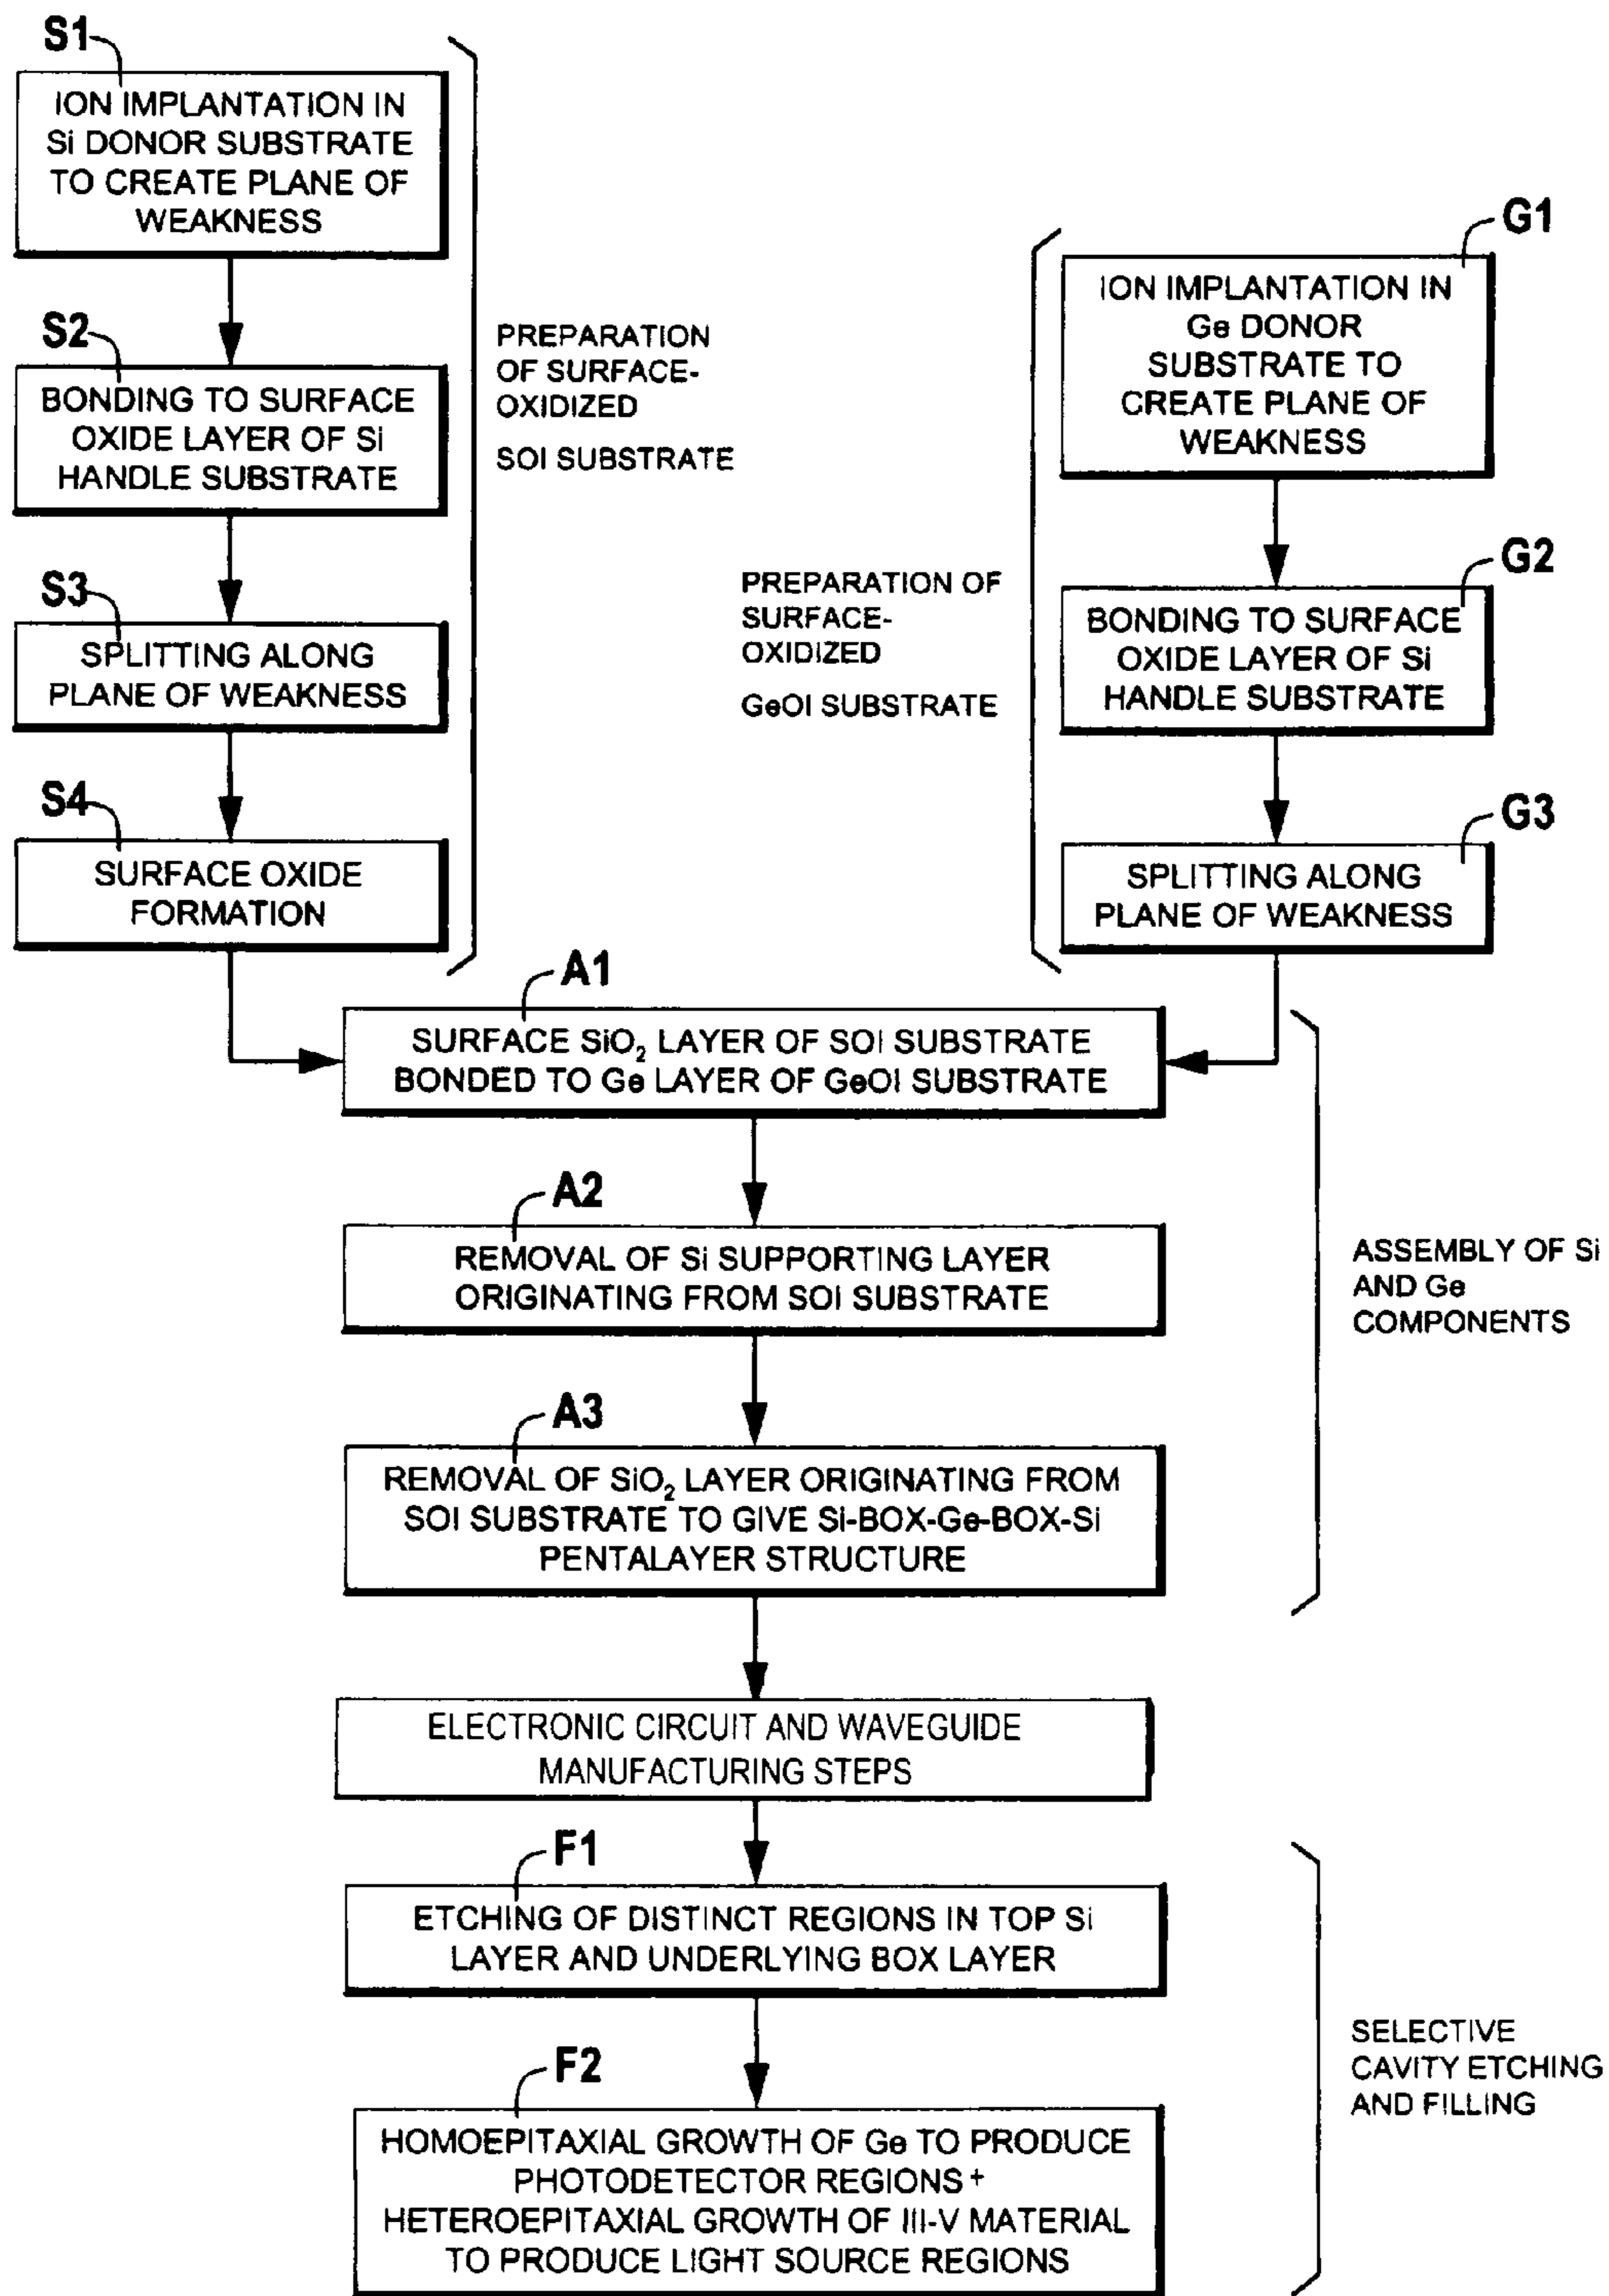 S1
ION IMPLANTATION IN
Si DONOR SUBSTRATE
TO CREATE PLANE OF
WEAKNESS
S2
BONDING TO SURFACE
OXIDE LAYER OF Si
HANDLE SUBSTRATE
S3
SPLITTING ALONG
PLANE OF WEAKNESS
S4
SURFACE OXIDE
FORMATION
PREPARATION
OF SURFACE-
OXIDIZED
SOI SUBSTRATE
G1
ION IMPLANTATION IN
Ge DONOR
SUBSTRATE TO
CREATE PLANE OF
WEAKNESS
G2
BONDING TO SURFACE
OXIDE LAYER OF Si
HANDLE SUBSTRATE
G3
SPLITTING ALONG
PLANE OF WEAKNESS
PREPARATION OF
SURFACE-
OXIDIZED
GeOI SUBSTRATE
A1
SURFACE SiO₂ LAYER OF SOI SUBSTRATE
BONDED TO Ge LAYER OF GeOI SUBSTRATE
A2
REMOVAL OF Si SUPPORTING LAYER
ORIGINATING FROM SOI SUBSTRATE
A3
REMOVAL OF SiO₂ LAYER ORIGINATING FROM
SOI SUBSTRATE TO GIVE Si-BOX-Ge-BOX-Si
PENTALAYER STRUCTURE
ASSEMBLY OF Si
AND Ge
COMPONENTS
ELECTRONIC CIRCUIT AND WAVEGUIDE
MANUFACTURING STEPS
F1
ETCHING OF DISTINCT REGIONS IN TOP Si
LAYER AND UNDERLYING BOX LAYER
F2
HOMOEPITAXIAL GROWTH OF Ge TO PRODUCE
PHOTODETECTOR REGIONS +
HETEROEPITAXIAL GROWTH OF III-V MATERIAL
TO PRODUCE LIGHT SOURCE REGIONS
SELECTIVE
CAVITY ETCHING
AND FILLING